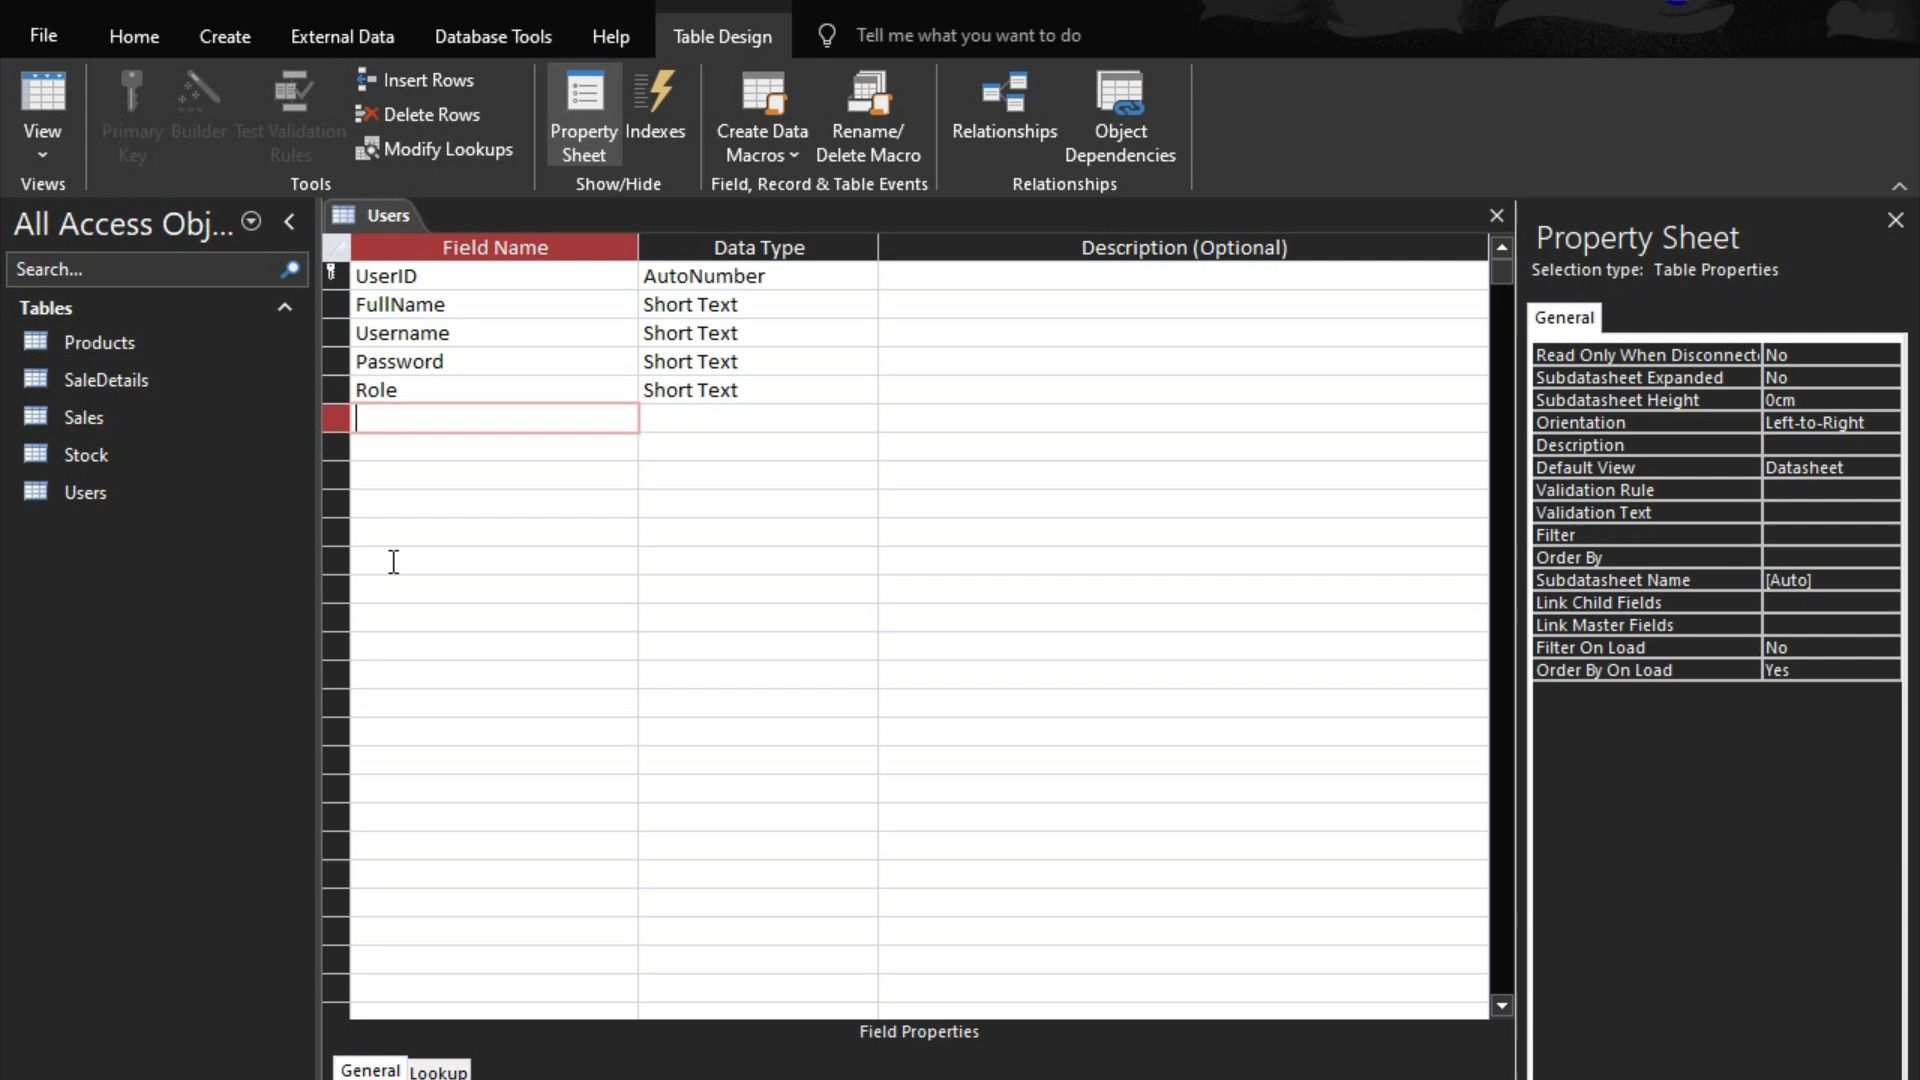 File
Home
Create
External Data
Database Tools
Help
Table Design
Tell me what you want to do
View
Primary Key
Builder
Test Validation Rules
Insert Rows
Delete Rows
Modify Lookups
Property Sheet
Indexes
Create Data Macros
Rename/ Delete Macro
Relationships
Object Dependencies
Views
Tools
Show/Hide
Field, Record & Table Events
Relationships
All Access Obj...
Search...
Tables
Products
SaleDetails
Sales
Stock
Users
Users
Field Name Data Type Description (Optional)
UserID AutoNumber
FullName Short Text
Username Short Text
Password Short Text
Role Short Text
Field Properties
General Lookup
Property Sheet
Selection type: Table Properties
General
Read Only When Disconnect No
Subdatasheet Expanded No
Subdatasheet Height 0cm
Orientation Left-to-Right
Description
Default View Datasheet
Validation Rule
Validation Text
Filter
Order By
Subdatasheet Name [Auto]
Link Child Fields
Link Master Fields
Filter On Load No
Order By On Load Yes